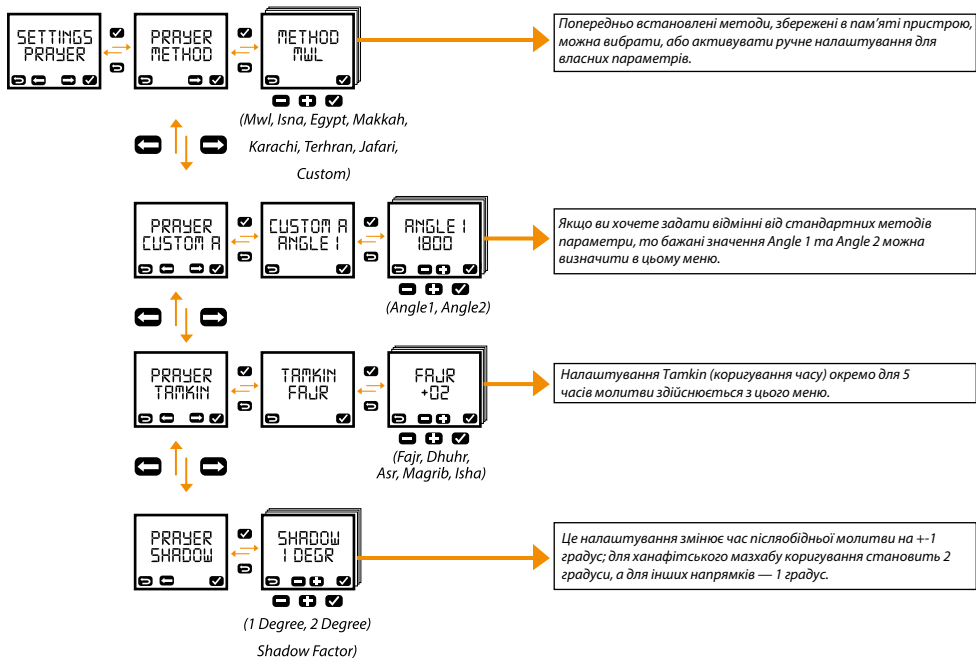 SETTINGS
PRAYER
PRAYER
METHOD
METHOD
MWL
Попередньо встановлені методи, збережені в пам’яті пристрою,
можна вибрати, або активувати ручне налаштування для
власних параметрів.
(Mwl, Isna, Egypt, Makkah,
Karachi, Terhran, Jafari,
Custom)
PRAYER
CUSTOM A
CUSTOM A
ANGLE 1
ANGLE 1
1800
Якщо ви хочете задати відмінні від стандартних методів
параметри, то бажані значення Angle 1 та Angle 2 можна
визначити в цьому меню.
(Angle1, Angle2)
PRAYER
TAMKIN
TAMKIN
FAJR
FAJR
+02
Налаштування Tamkin (коригування часу) окремо для 5
часів молитви здійснюється з цього меню.
(Fajr, Dhuhr,
Asr, Magrib, Isha)
PRAYER
SHADOW
SHADOW
1 DEGR
Це налаштування змінює час післяобідньої молитви на +-1
градус; для ханафітського мазхабу коригування становить 2
градуси, а для інших напрямків — 1 градус.
(1 Degree, 2 Degree)
Shadow Factor)